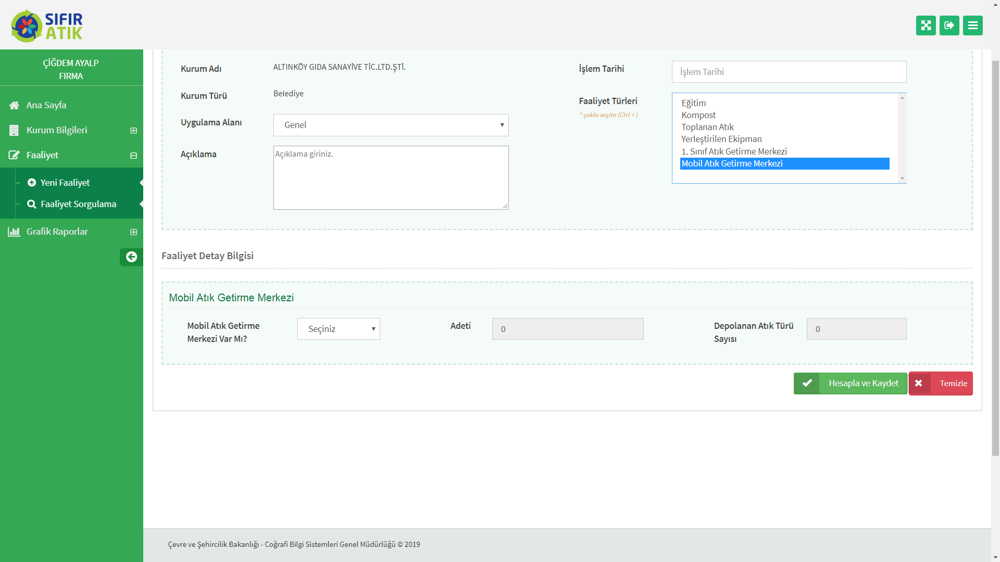 SIFIR
ATIK
ÇİĞDEM AYALP
FIRMA
Ana Sayfa
Kurum Bilgileri
Faaliyet
Yeni Faaliyet
Faaliyet Sorgulama
Grafik Raporlar
Kurum Adı
ALTINKÖY GIDA SANAYİVE TİC.LTD.ŞTİ.
Kurum Türü
Belediye
Uygulama Alanı
Genel
Açıklama
Açıklama giriniz.
İşlem Tarihi
İşlem Tarihi
Faaliyet Türleri
* çoklu seçim (Ctrl + )
Eğitim
Kompost
Toplanan Atık
Yerleştirilen Ekipman
1. Sınıf Atık Getirme Merkezi
Mobil Atık Getirme Merkezi
Faaliyet Detay Bilgisi
Mobil Atık Getirme Merkezi
Mobil Atık Getirme
Merkezi Var Mı?
Seçiniz
Adeti
0
Depolanan Atık Türü
Sayısı
0
Hesapla ve Kaydet
Temizle
Çevre ve Şehircilik Bakanlığı - Coğrafi Bilgi Sistemleri Genel Müdürlüğü © 2019